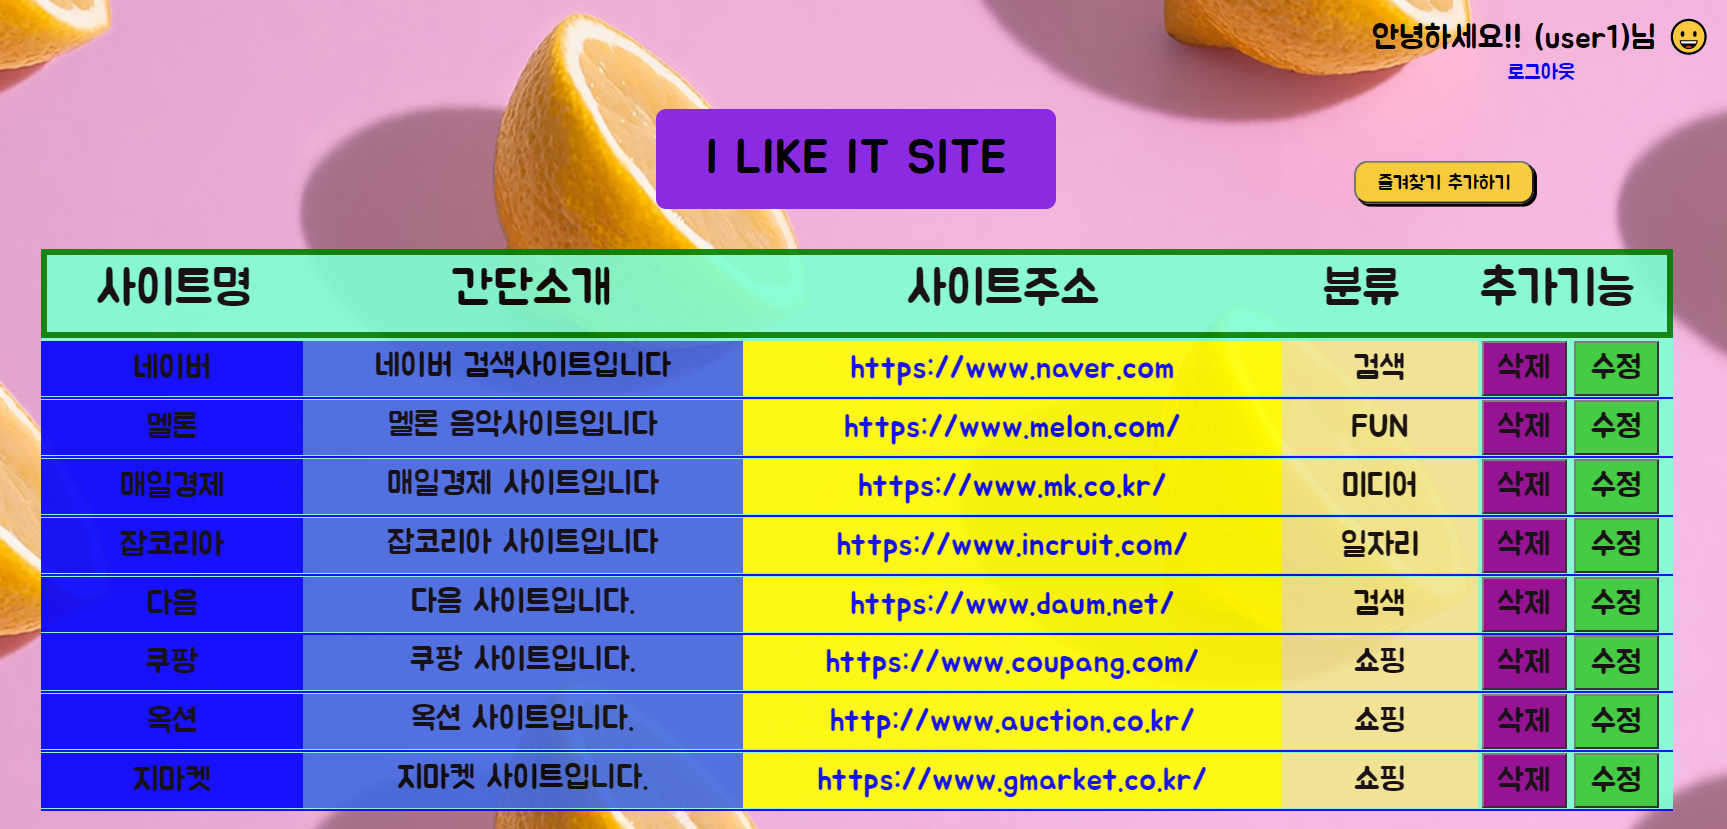 안녕하세요!! (user1)님
로그아웃
I LIKE IT SITE
즐겨찾기 추가하기
사이트명 간단소개 사이트주소 분류 추가기능
네이버 네이버 검색사이트입니다 https://www.naver.com 검색 삭제 수정
멜론 멜론 음악사이트입니다 https://www.melon.com/ FUN 삭제 수정
매일경제 매일경제 사이트입니다 https://www.mk.co.kr/ 미디어 삭제 수정
잡코리아 잡코리아 사이트입니다 https://www.incruit.com/ 일자리 삭제 수정
다음 다음 사이트입니다. https://www.daum.net/ 검색 삭제 수정
쿠팡 쿠팡 사이트입니다. https://www.coupang.com/ 쇼핑 삭제 수정
옥션 옥션 사이트입니다. http://www.auction.co.kr/ 쇼핑 삭제 수정
지마켓 지마켓 사이트입니다. https://www.gmarket.co.kr/ 쇼핑 삭제 수정